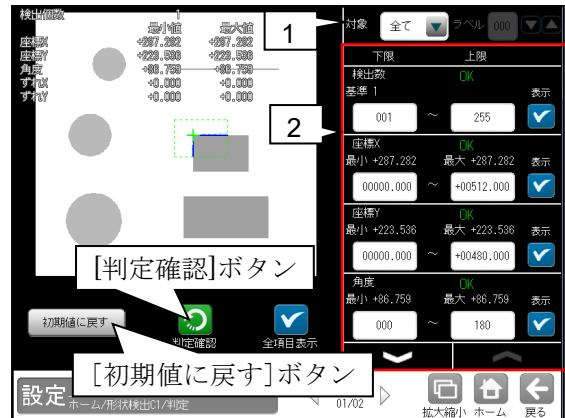 検出個数 1
最小値 最大値
座標X +287.282 +287.282
座標Y +223.536 +223.536
角度 +86.759 +86.759
ずれX +0.000 +0.000
ずれY +0.000 +0.000
1
2
対象 全て ラベル 000
下限 上限
検出数 OK
基準 1 表示
001 ~ 255
座標X OK
最小 +287.282 最大 +287.282 表示
00000.000 ~ +00512.000
座標Y OK
最小 +223.536 最大 +223.536 表示
00000.000 ~ +00480.000
角度 OK
最小 +86.759 最大 +86.759 表示
000 ~ 180
[判定確認]ボタン
初期値に戻す
判定確認
全項目表示
[初期値に戻す]ボタン
設定 ホーム/形状検出C1/判定
01/02
拡大縮小 ホーム 戻る